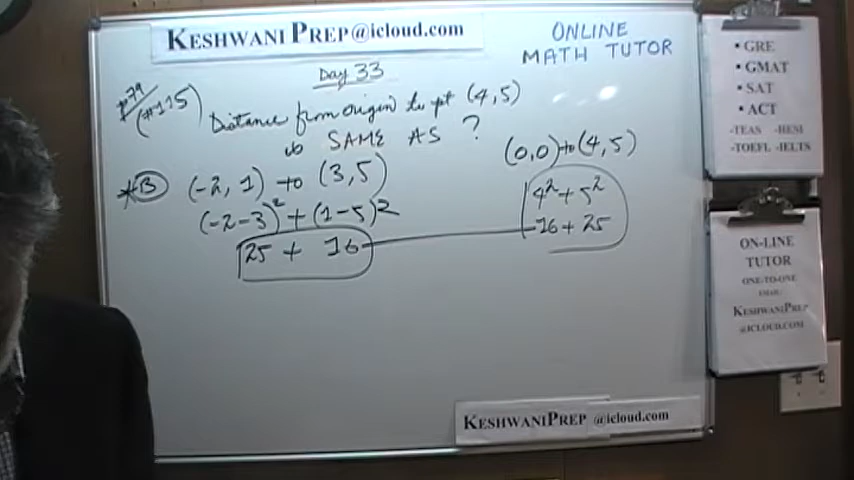 KESHWANI PREP@icloud.com
ONLINE
MATH TUTOR
Day 33
#79
(#115)
Distance from origin to pt (4,5)
is SAME AS ?
(0,0) to (4,5)
*B (-2, 1) to (3,5)
(-2-3)² + (1-5)²
25 + 16
4² + 5²
16 + 25
• GRE
• GMAT
• SAT
• ACT
-TEAS -HESI
-TOEFL -IELTS
ON-LINE
TUTOR
ONE-TO-ONE
EMAIL:
KESHWANIPREP
@ICLOUD.COM
KESHWANIPREP @icloud.com